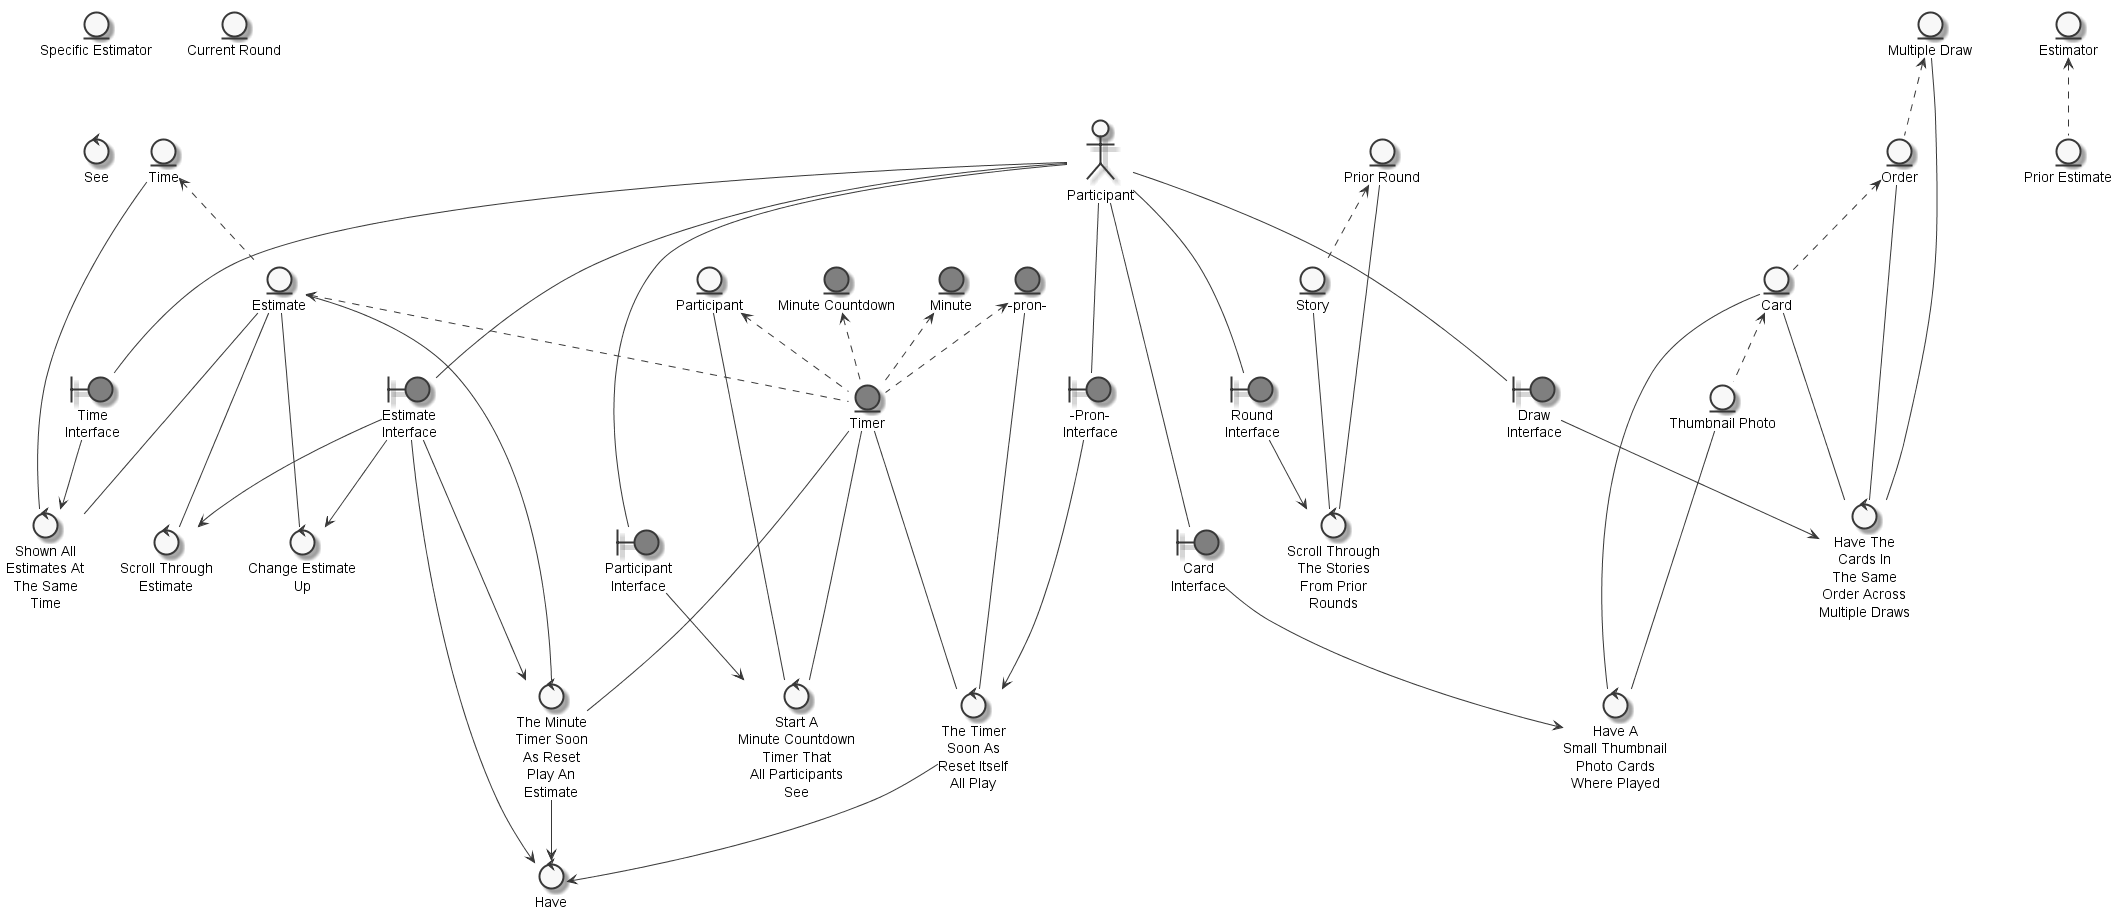 Specific Estimator
Current Round
Multiple Draw
Estimator
See
Time
Participant
Prior Round
Order
Prior Estimate
Estimate
Participant
Minute Countdown
Minute
-pron-
Story
Card
Time
Interface
Estimate
Interface
Timer
-Pron-
Interface
Round
Interface
Draw
Interface
Thumbnail Photo
Shown All
Estimates At
The Same
Time
Scroll Through
Estimate
Change Estimate
Up
Participant
Interface
Card
Interface
Scroll Through
The Stories
From Prior
Rounds
Have The
Cards In
The Same
Order Across
Multiple Draws
The Minute
Timer Soon
As Reset
Play An
Estimate
Start A
Minute Countdown
Timer That
All Participants
See
The Timer
Soon As
Reset Itself
All Play
Have A
Small Thumbnail
Photo Cards
Where Played
Have